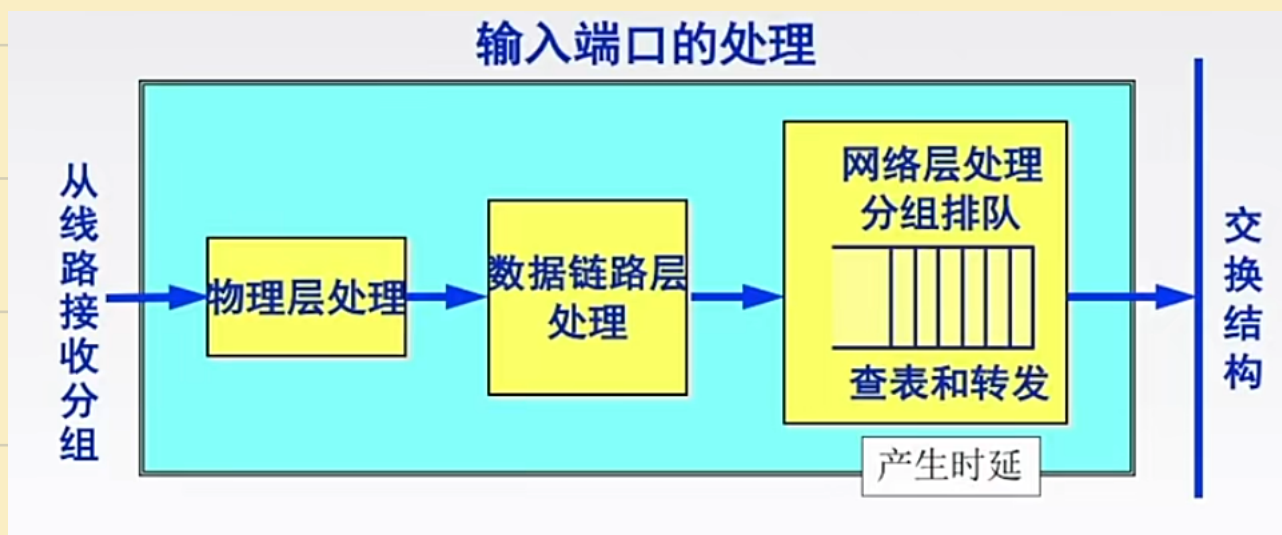 输入端口的处理
从线路接收分组
物理层处理
数据链路层
处理
网络层处理
分组排队
查表和转发
产生时延
交换结构